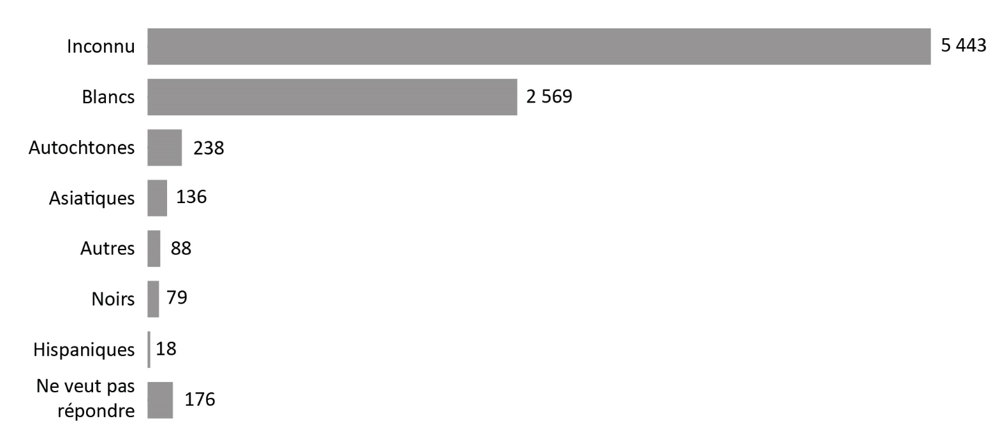 Inconnu 5 443
Blancs 2 569
Autochtones 238
Asiatiques 136
Autres 88
Noirs 79
Hispaniques 18
Ne veut pas
répondre 176